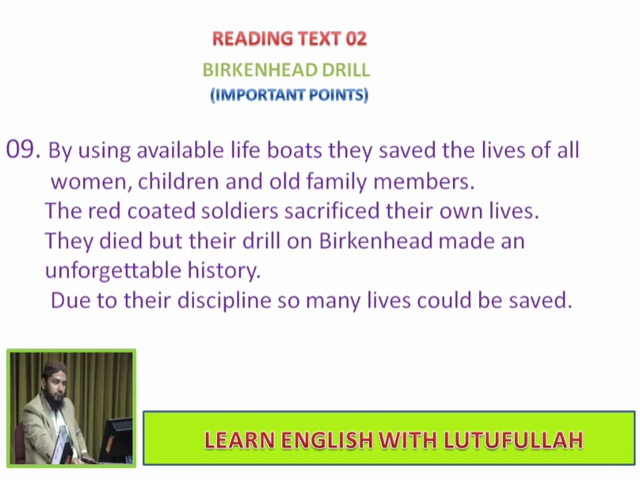 READING TEXT 02
BIRKENHEAD DRILL
(IMPORTANT POINTS)
09. By using available life boats they saved the lives of all
women, children and old family members.
The red coated soldiers sacrificed their own lives.
They died but their drill on Birkenhead made an
unforgettable history.
Due to their discipline so many lives could be saved.
LEARN ENGLISH WITH LUTUFULLAH